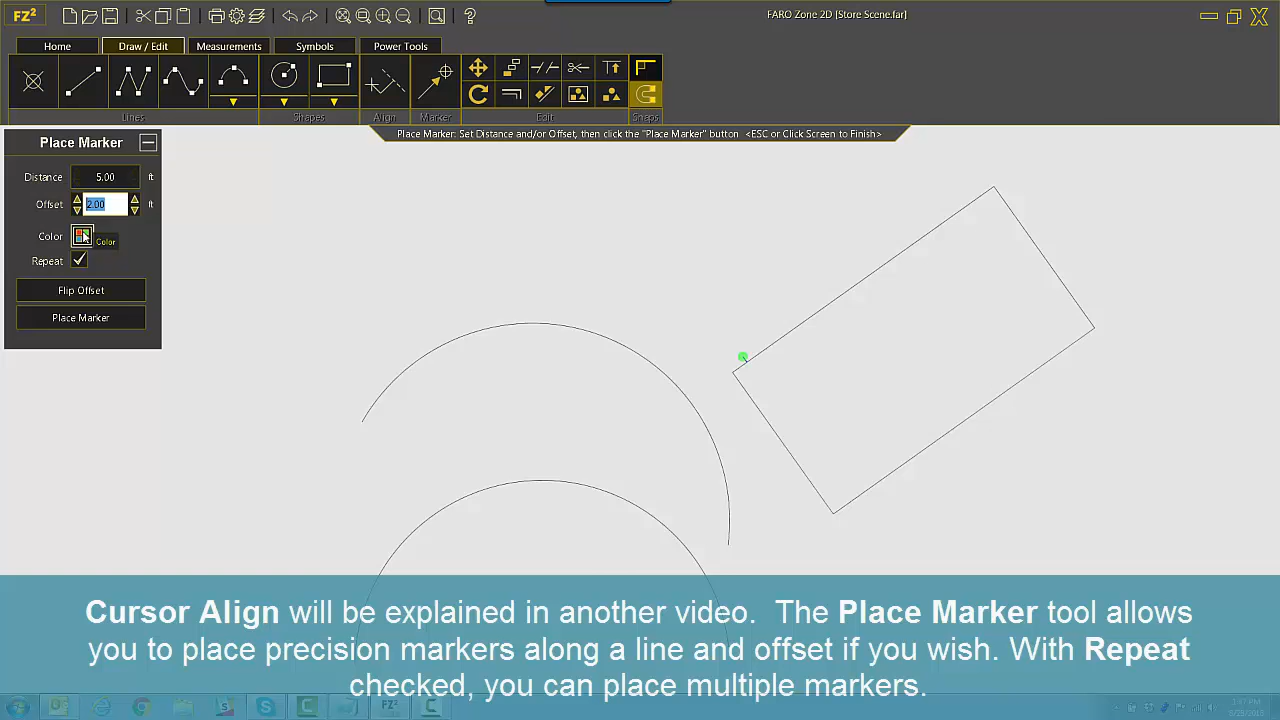 FZ²
FARO Zone 2D [Store Scene.far]
Home
Draw / Edit
Measurements
Symbols
Power Tools
Lines
Shapes
Align
Marker
Edit
Snaps
Place Marker: Set Distance and/or Offset, then click the "Place Marker" button <ESC or Click Screen to Finish>
Place Marker
Distance 5.00 ft
Offset 2.00 ft
Color
Color
Repeat
Flip Offset
Place Marker
Cursor Align will be explained in another video. The Place Marker tool allows
you to place precision markers along a line and offset if you wish. With Repeat
checked, you can place multiple markers.